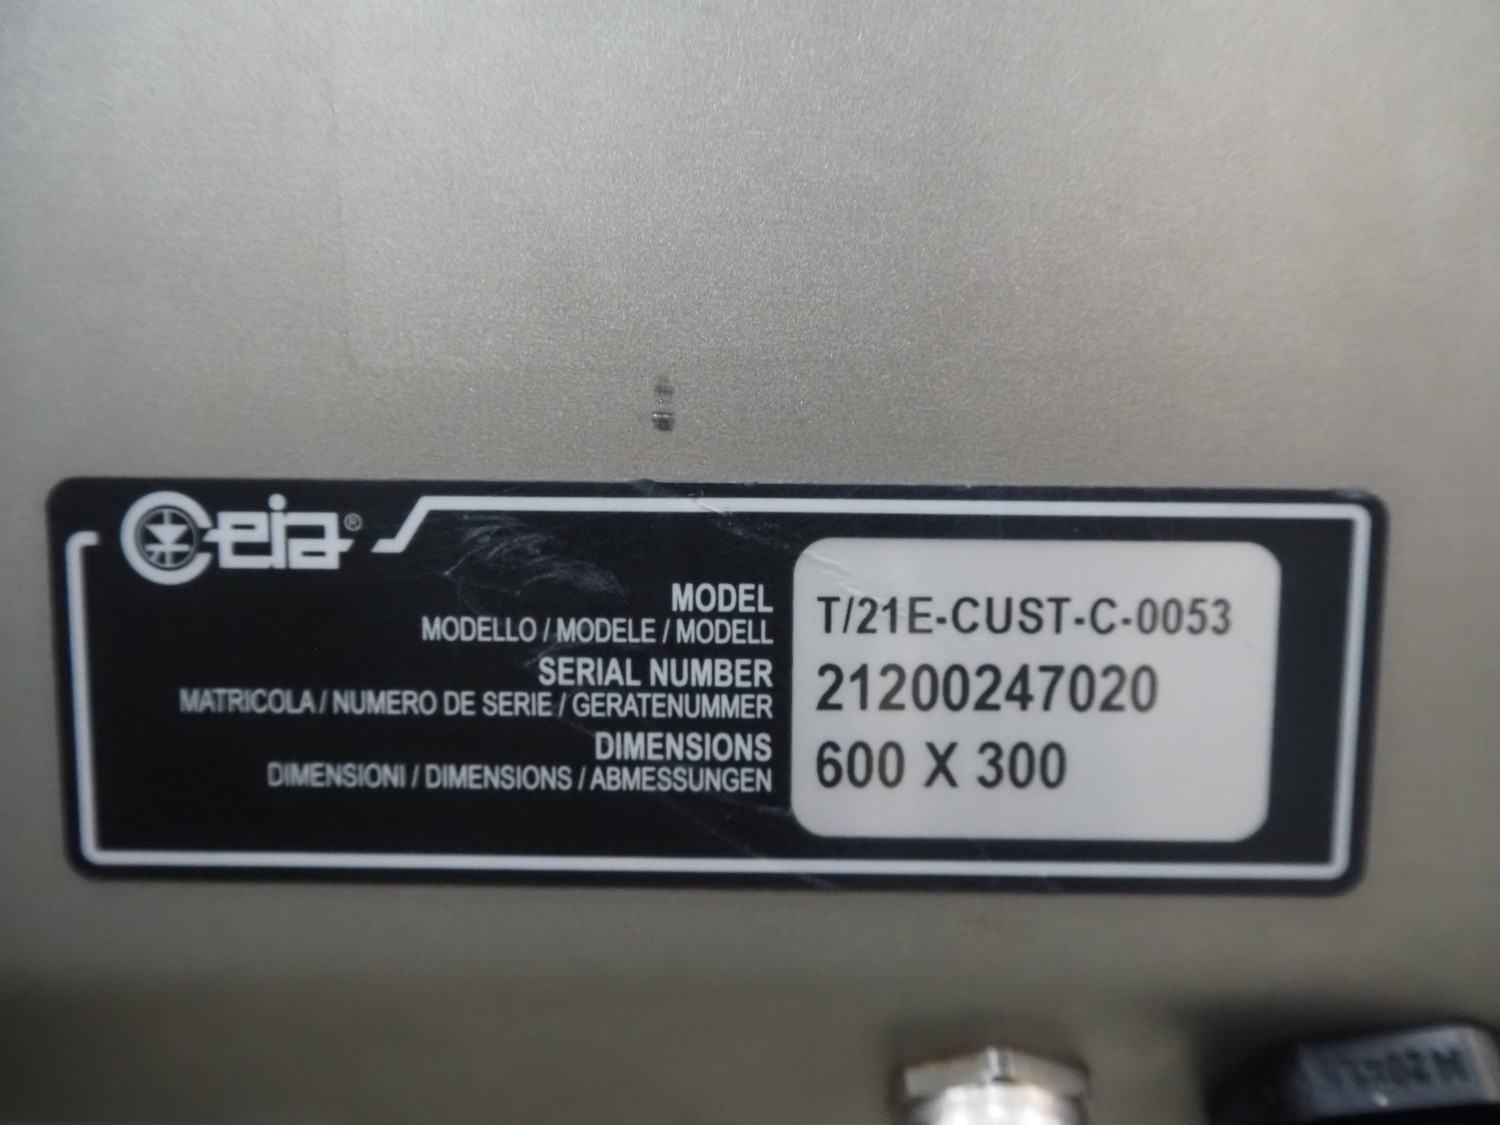 Ceia®
MODEL
MODELLO / MODELE / MODELL
T/21E-CUST-C-0053
SERIAL NUMBER
MATRICOLA / NUMERO DE SERIE / GERATENUMMER
21200247020
DIMENSIONS
DIMENSIONI / DIMENSIONS / ABMESSUNGEN
600 X 300